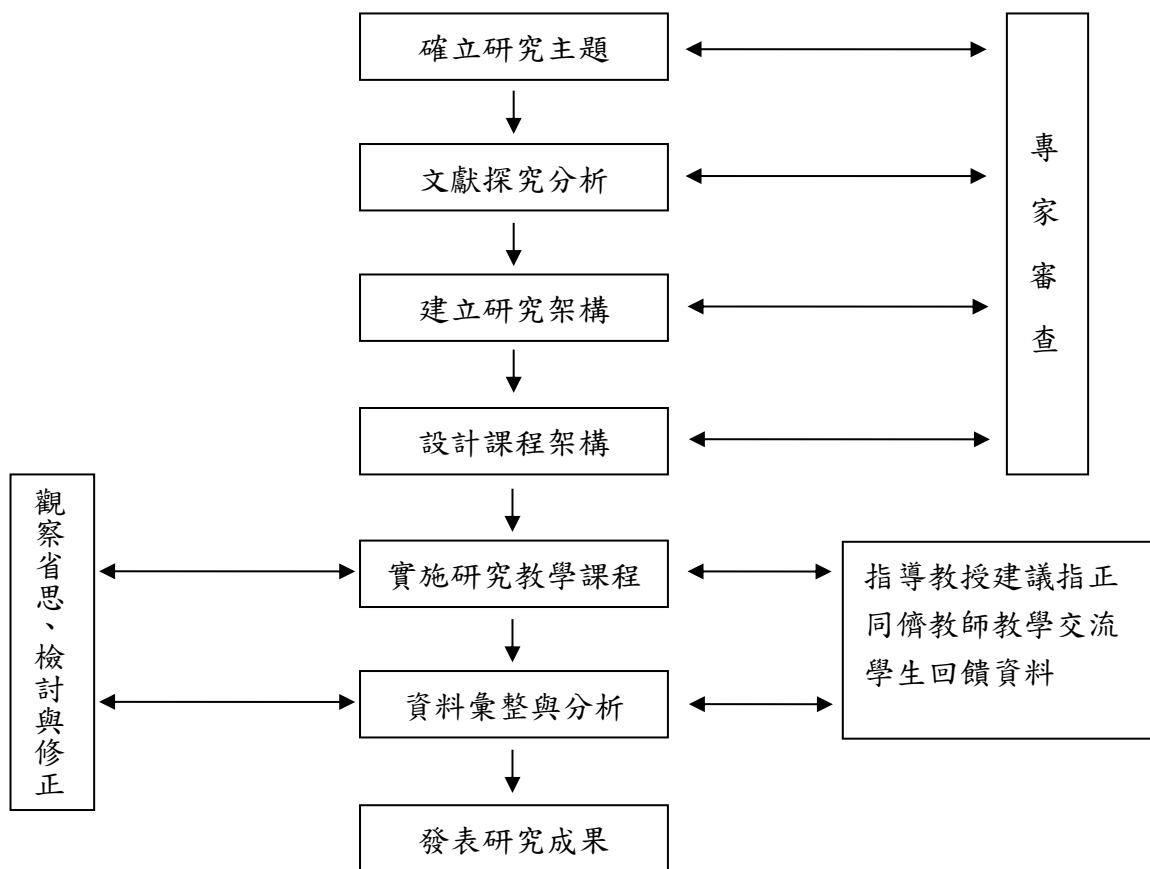 確立研究主題
文獻探究分析
建立研究架構
設計課程架構
專家審查
觀察省思、檢討與修正
實施研究教學課程
指導教授建議指正
同儕教師教學交流
學生回饋資料
資料彙整與分析
發表研究成果